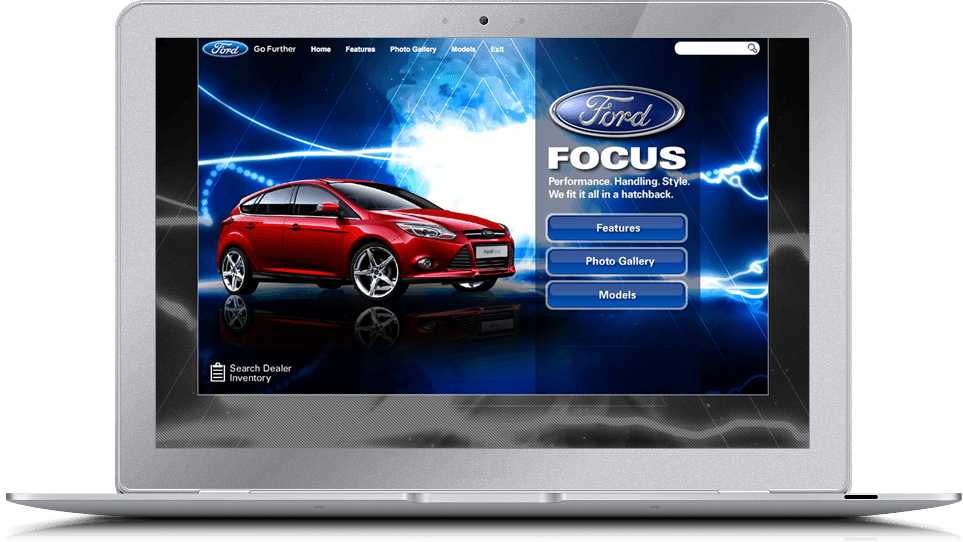 Ford Go Further Home Features Photo Gallery Models Exit
Ford
FOCUS
Performance. Handling. Style.
We fit it all in a hatchback.
Features
Photo Gallery
Models
Search Dealer
Inventory